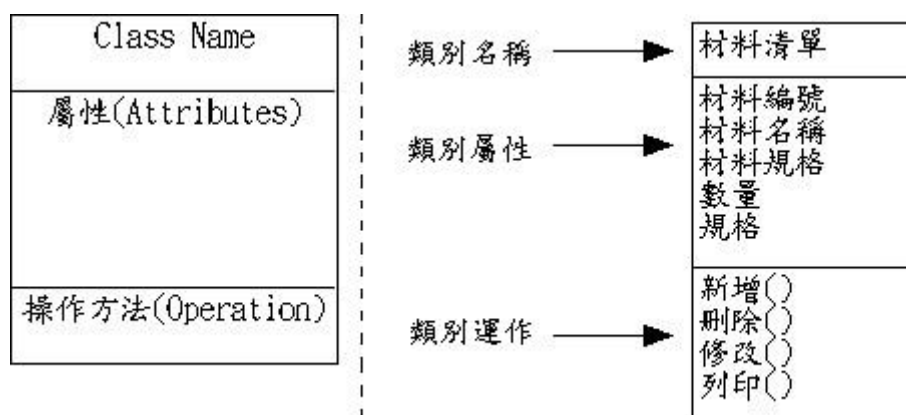 Class Name
屬性(Attributes)
操作方法(Operation)
類別名稱
類別屬性
類別運作
材料清單
材料編號
材料名稱
材料規格
數量
規格
新增()
刪除()
修改()
列印()